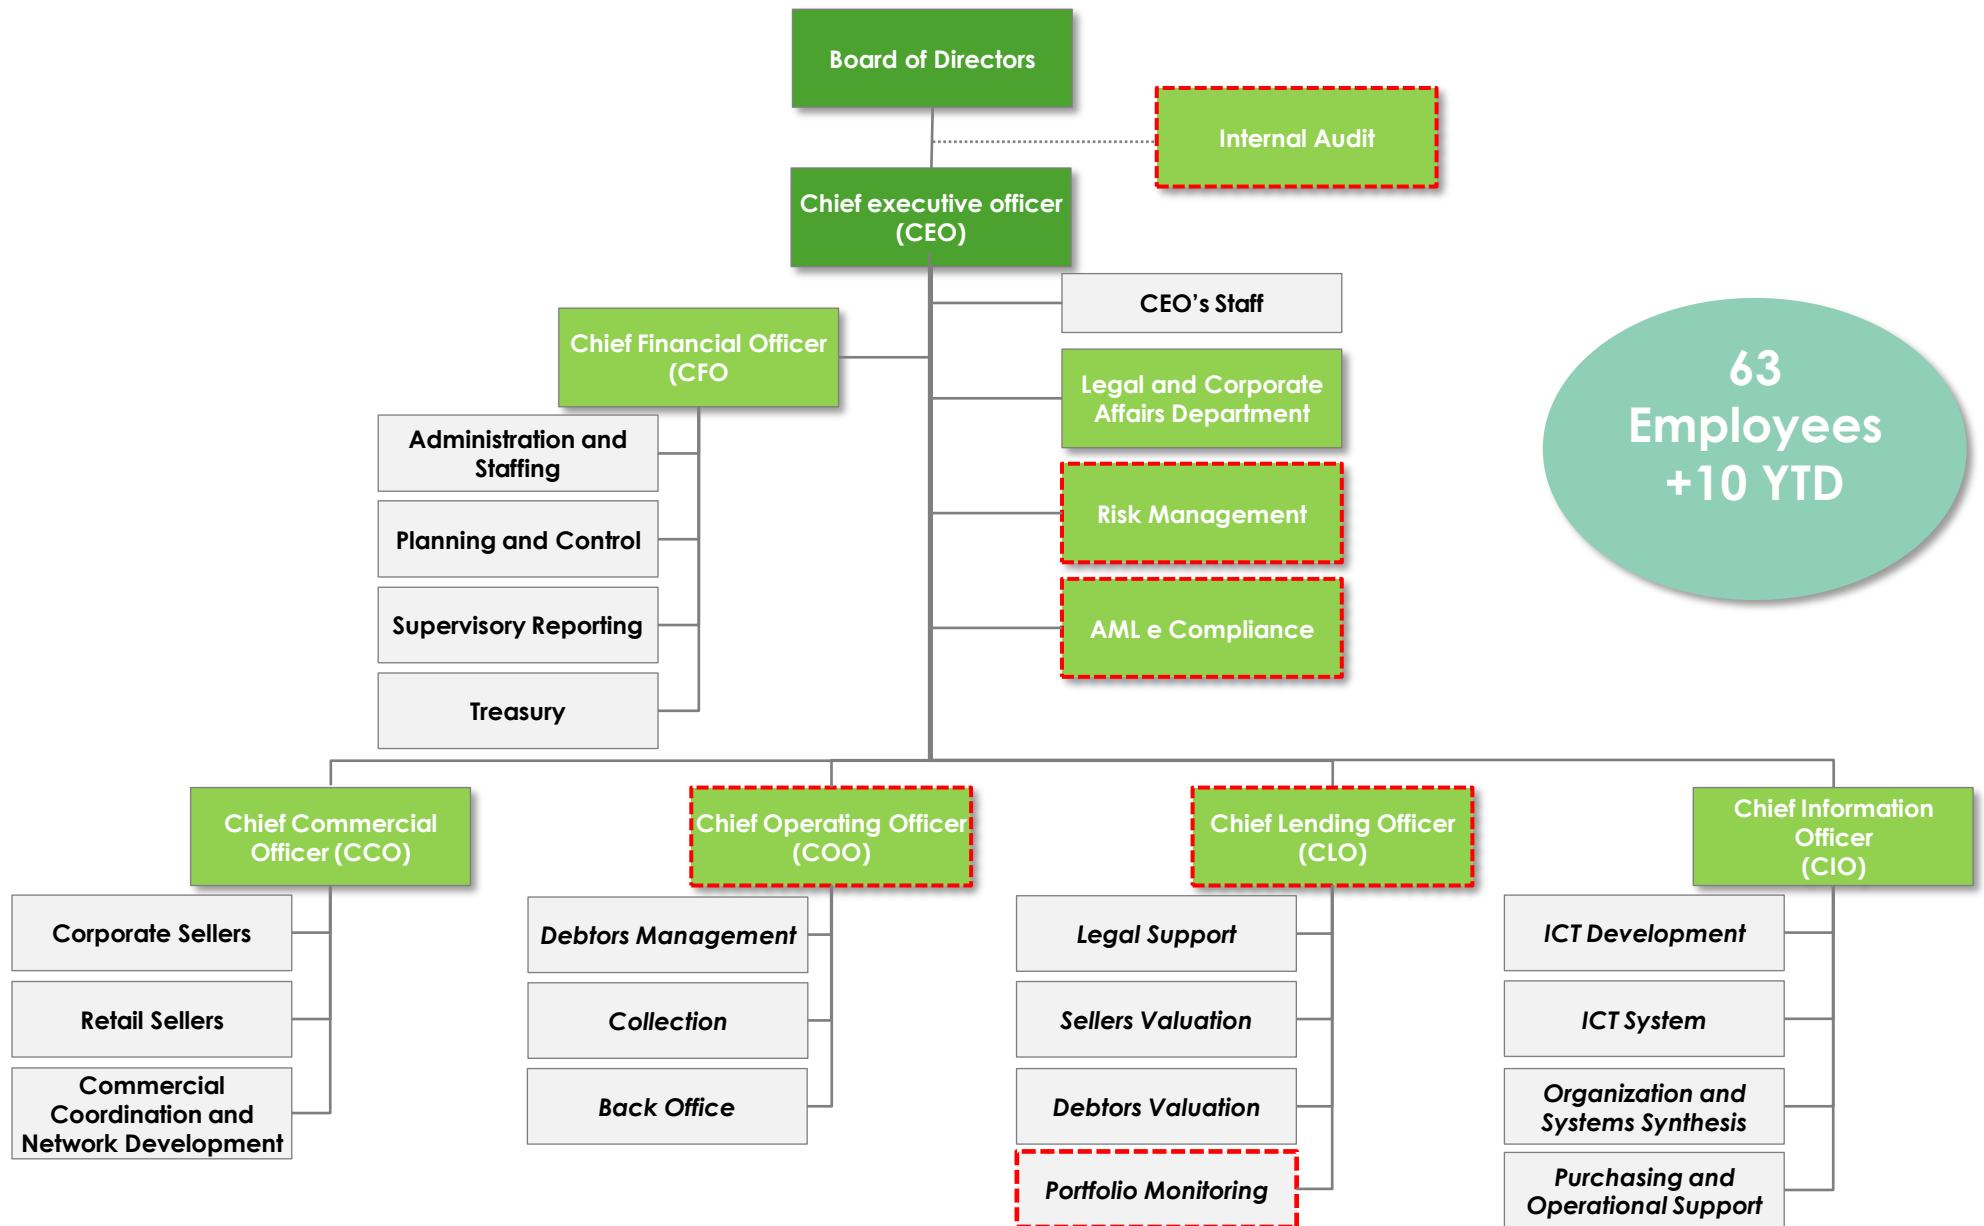 Board of Directors
Internal Audit
Chief executive officer
(CEO)
CEO’s Staff
Chief Financial Officer
(CFO
Legal and Corporate
Affairs Department
63
Employees
+10 YTD
Administration and
Staffing
Risk Management
Planning and Control
Supervisory Reporting
AML e Compliance
Treasury
Chief Commercial
Officer (CCO)
Chief Operating Officer
(COO)
Chief Lending Officer
(CLO)
Chief Information
Officer
(CIO)
Corporate Sellers
Debtors Management
Legal Support
ICT Development
Retail Sellers
Collection
Sellers Valuation
ICT System
Commercial
Coordination and
Network Development
Back Office
Debtors Valuation
Organization and
Systems Synthesis
Portfolio Monitoring
Purchasing and
Operational Support